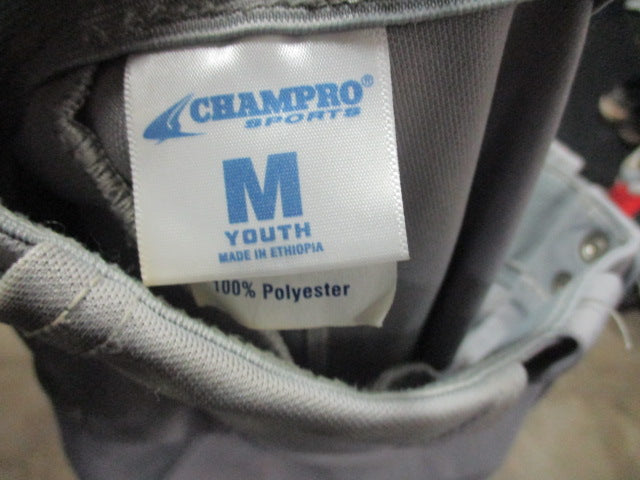 CHAMPRO®
SPORTS
M
YOUTH
MADE IN ETHIOPIA
100% Polyester